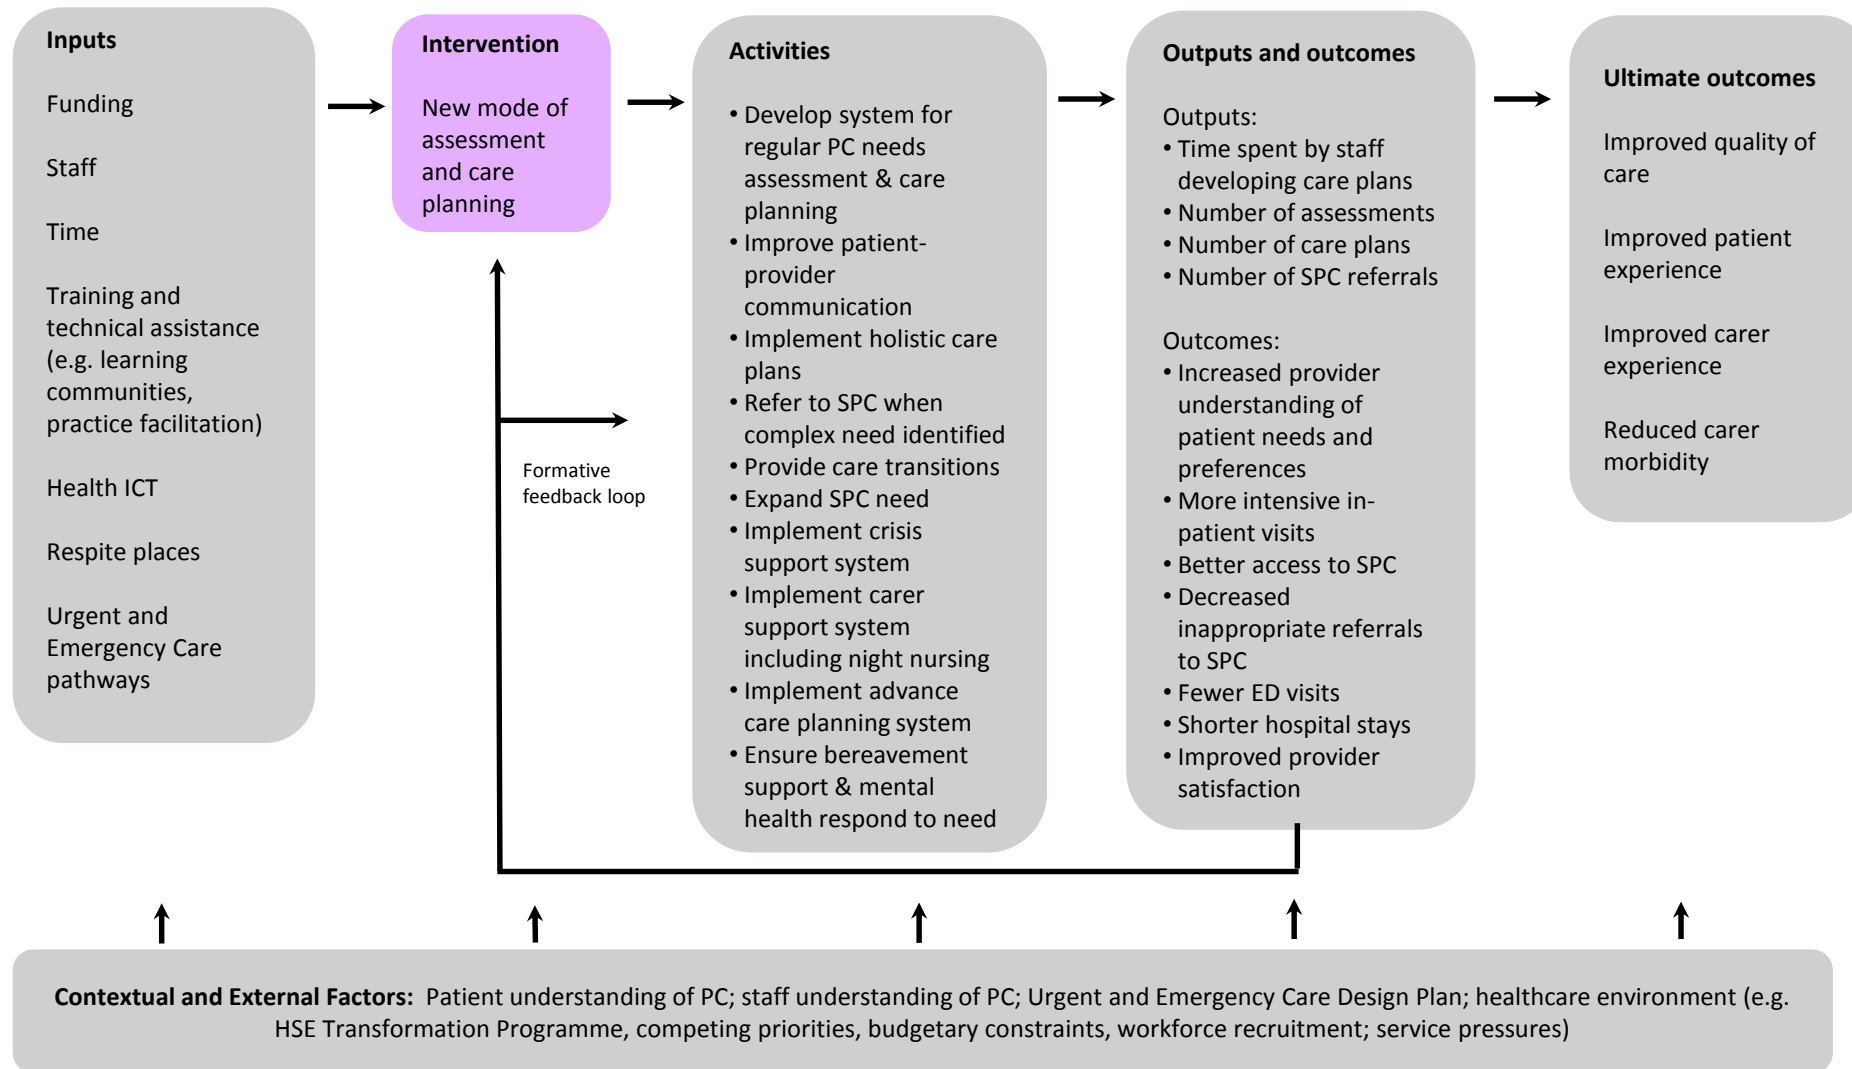 Inputs
Funding
Staff
Time
Training and
technical assistance
(e.g. learning
communities,
practice facilitation)
Health ICT
Respite places
Urgent and
Emergency Care
pathways
Intervention
New mode of
assessment
and care
planning
Formative
feedback loop
Activities
• Develop system for
regular PC needs
assessment & care
planning
• Improve patient-
provider
communication
• Implement holistic care
plans
• Refer to SPC when
complex need identified
• Provide care transitions
• Expand SPC need
• Implement crisis
support system
• Implement carer
support system
including night nursing
• Implement advance
care planning system
• Ensure bereavement
support & mental
health respond to need
Outputs and outcomes
Outputs:
• Time spent by staff
developing care plans
• Number of assessments
• Number of care plans
• Number of SPC referrals
Outcomes:
• Increased provider
understanding of
patient needs and
preferences
• More intensive in-
patient visits
• Better access to SPC
• Decreased
inappropriate referrals
to SPC
• Fewer ED visits
• Shorter hospital stays
• Improved provider
satisfaction
Ultimate outcomes
Improved quality of
care
Improved patient
experience
Improved carer
experience
Reduced carer
morbidity
Contextual and External Factors: Patient understanding of PC; staff understanding of PC; Urgent and Emergency Care Design Plan; healthcare environment (e.g.
HSE Transformation Programme, competing priorities, budgetary constraints, workforce recruitment; service pressures)